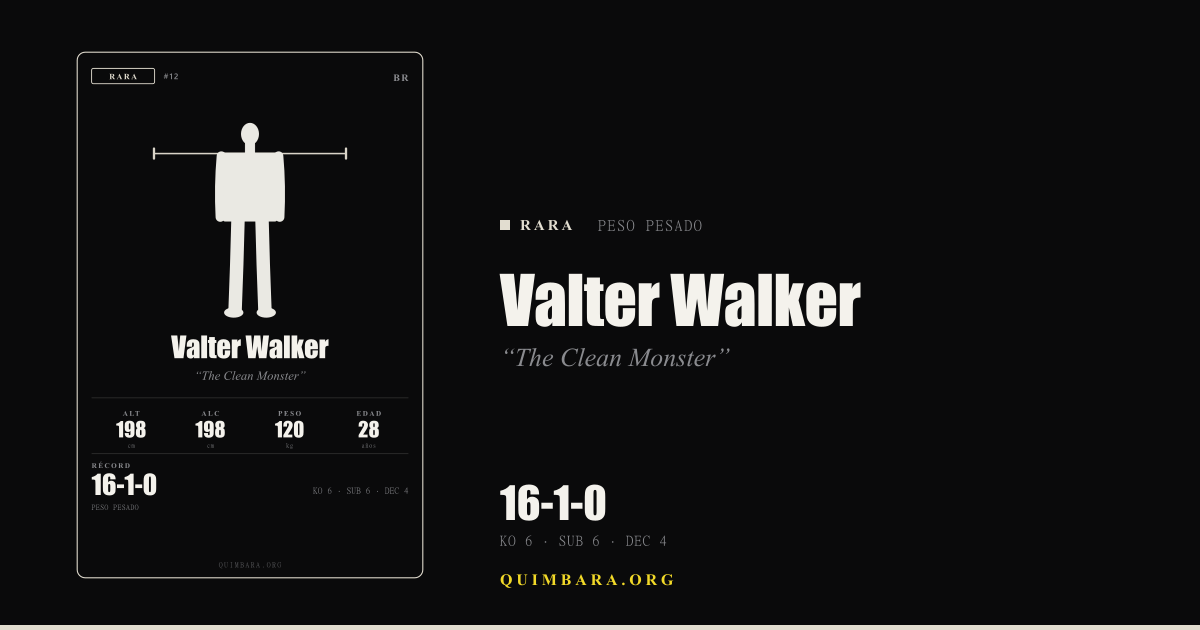 RARA #12 BR
Valter Walker
“The Clean Monster”
ALT ALC PESO EDAD
198 198 120 28
cm cm kg años
RÉCORD
16-1-0
KO 6 · SUB 6 · DEC 4
PESO PESADO
QUIMBARA.ORG
RARA PESO PESADO
Valter Walker
“The Clean Monster”
16-1-0
KO 6 · SUB 6 · DEC 4
QUIMBARA.ORG